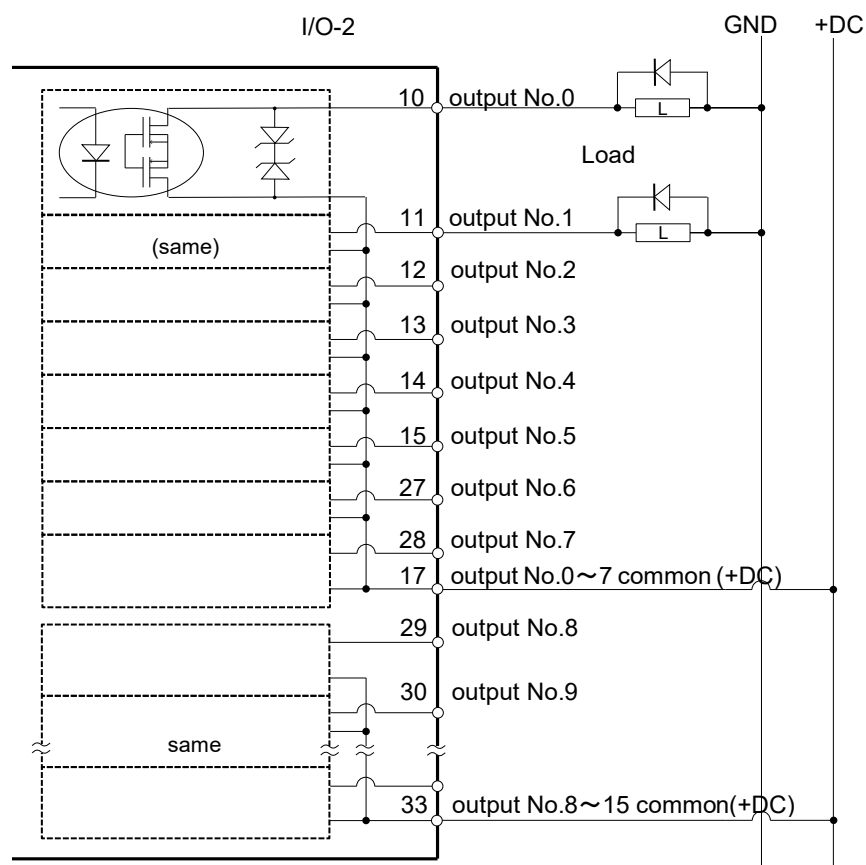 I/O-2
GND +DC
10 output No.0
L
Load
11 output No.1
L
(same)
12 output No.2
13 output No.3
14 output No.4
15 output No.5
27 output No.6
28 output No.7
17 output No.0～7 common (+DC)
29 output No.8
30 output No.9
same
33 output No.8～15 common(+DC)